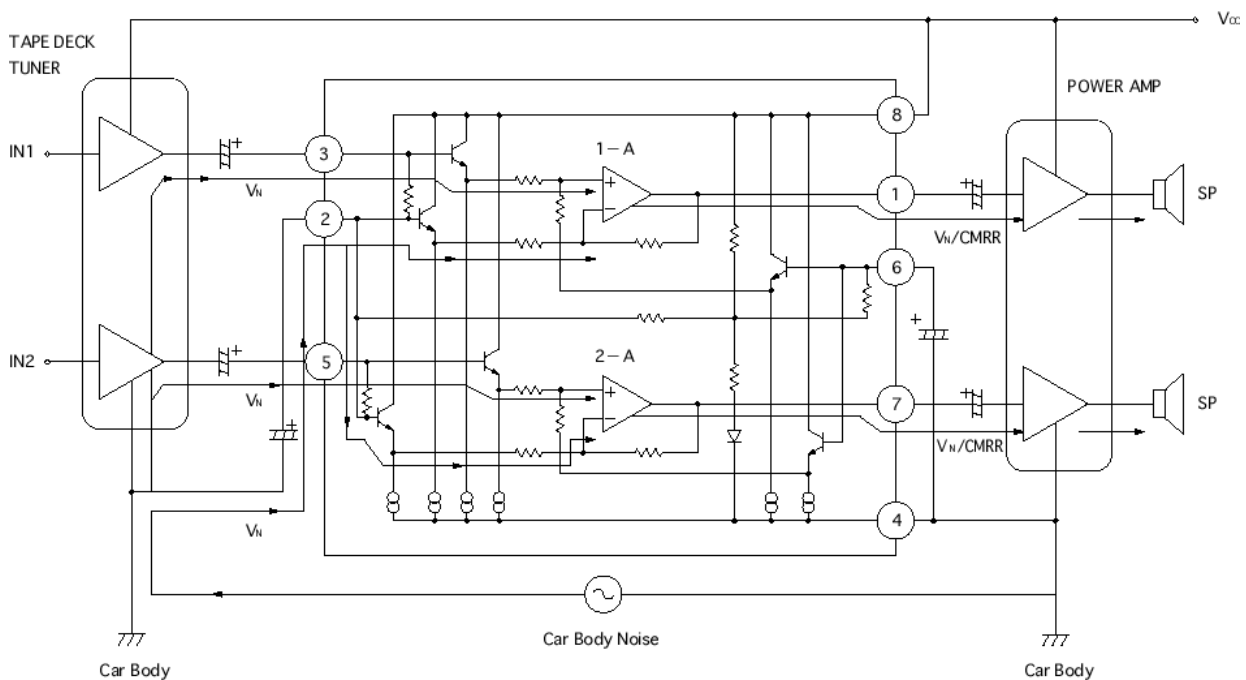 Vcc
TAPE DECK
TUNER
POWER AMP
8
IN1
+
3
1-A
+
−
1
+
SP
VN
2
VN/CMRR
6
+
IN2
+
5
2-A
+
−
7
+
SP
VN
+
VN/CMRR
VN
4
Car Body Noise
Car Body
Car Body